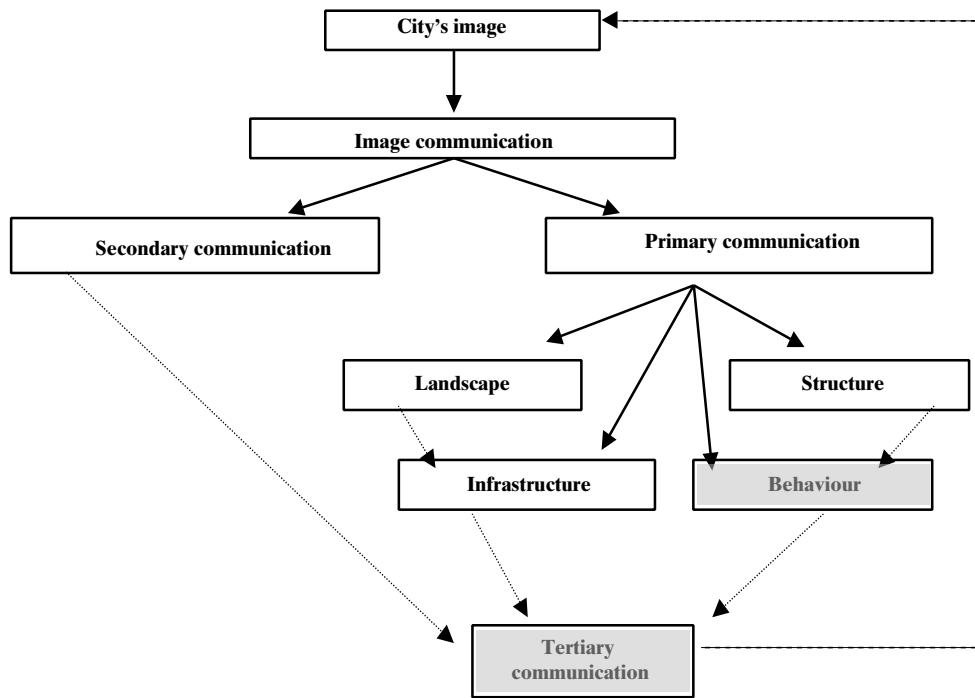 City’s image
Image communication
Secondary communication
Primary communication
Landscape
Structure
Infrastructure
Behaviour
Tertiary
communication